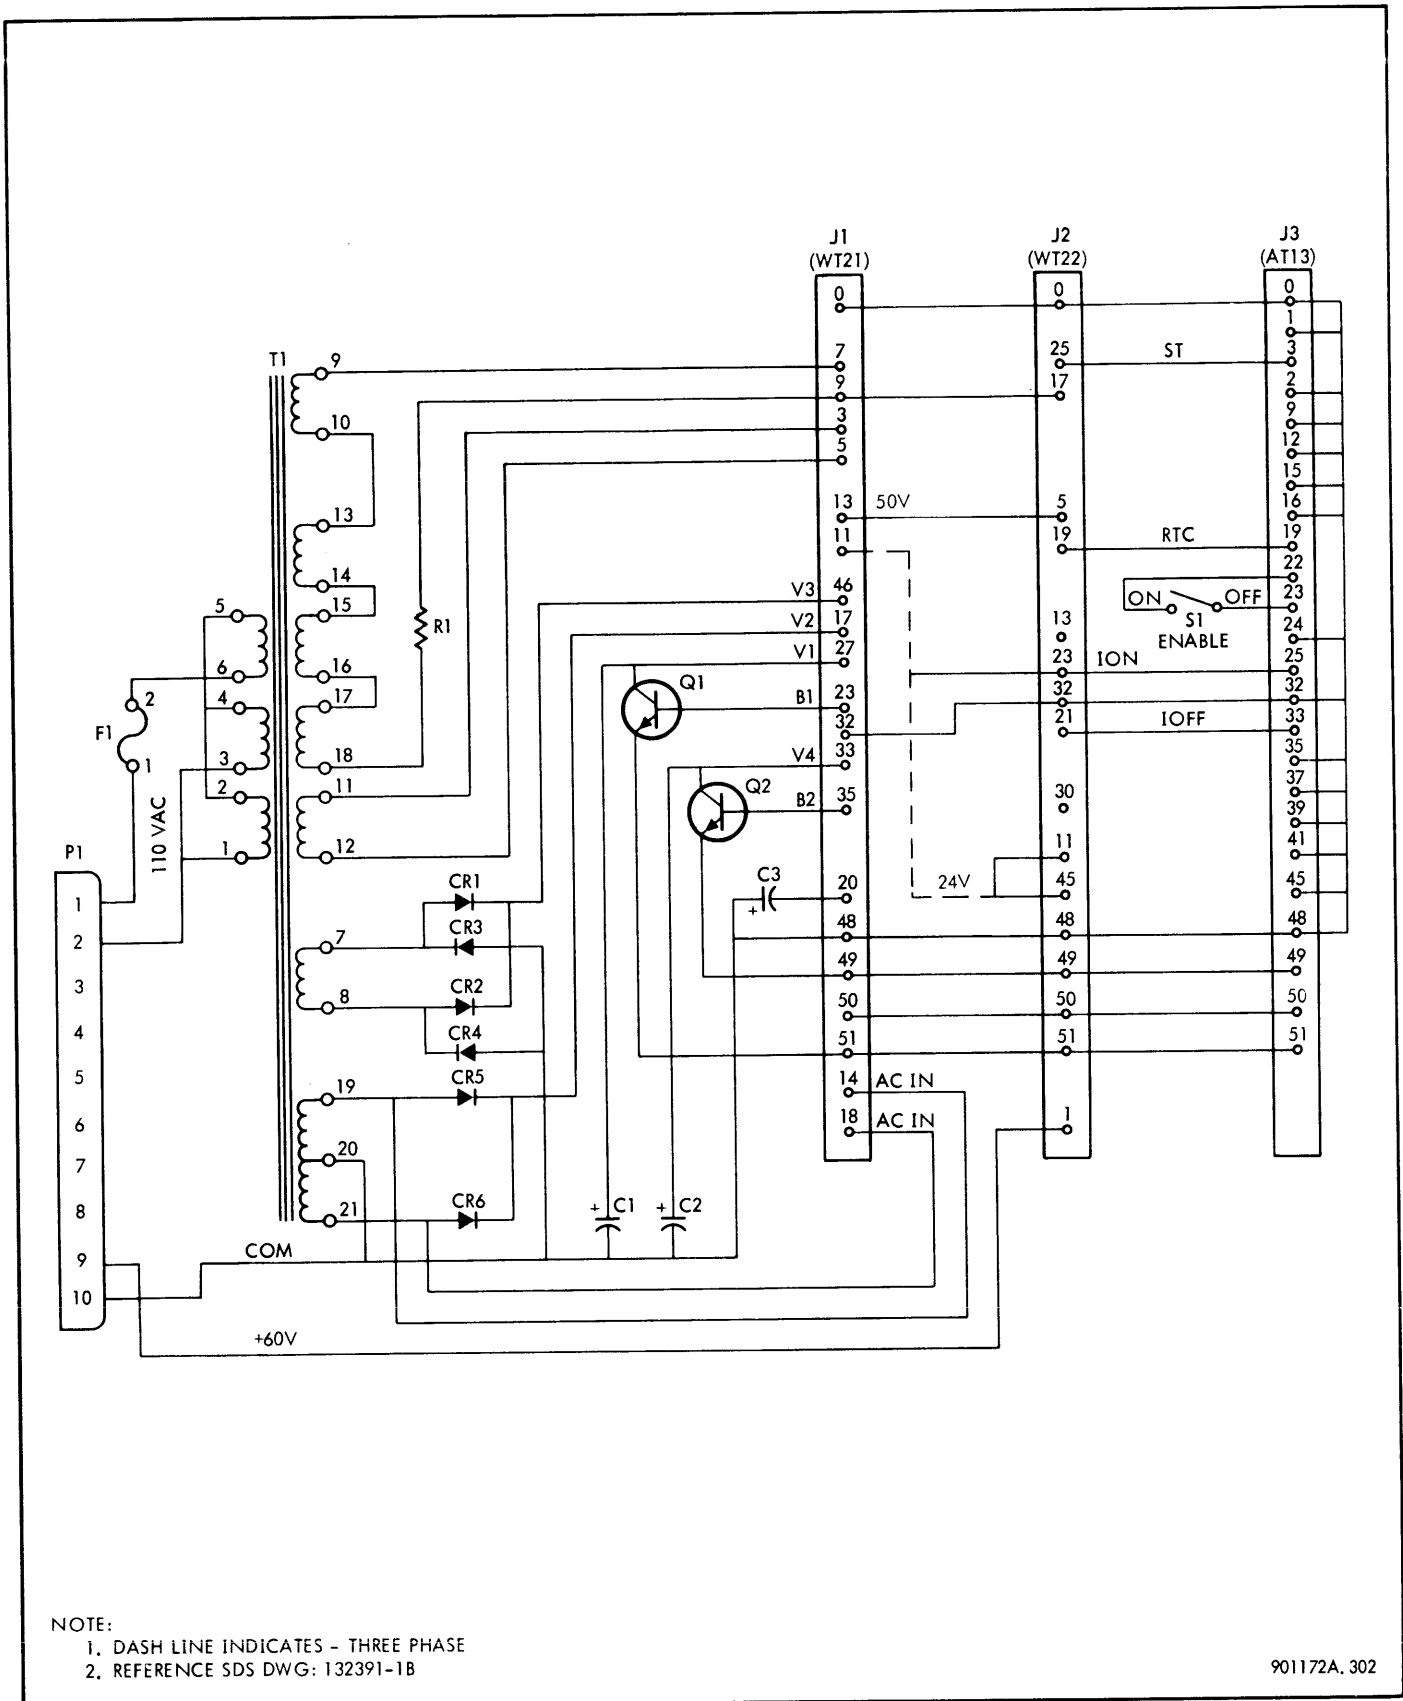 J1
(WT21)
J2
(WT22)
J3
(AT13)
0
7
9
3
5
13
11
46
17
27
23
32
33
35
20
48
49
50
51
14
18
0
25
17
5
19
13
23
32
21
30
11
45
48
49
50
51
1
0
1
3
2
9
12
15
16
19
22
23
24
25
32
33
35
37
39
41
45
48
49
50
51
ST
50V
RTC
ON
OFF
S1
ENABLE
ION
IOFF
24V
AC IN
AC IN
V3
V2
V1
B1
V4
B2
Q1
Q2
C3
+
T1
9
10
13
14
15
16
17
18
11
12
7
8
19
20
21
5
6
4
3
2
1
R1
F1
2
1
110 VAC
P1
1
2
3
4
5
6
7
8
9
10
CR1
CR3
CR2
CR4
CR5
CR6
+ C1
+ C2
COM
+60V
NOTE:
1. DASH LINE INDICATES - THREE PHASE
2. REFERENCE SDS DWG: 132391-1B
901172A. 302